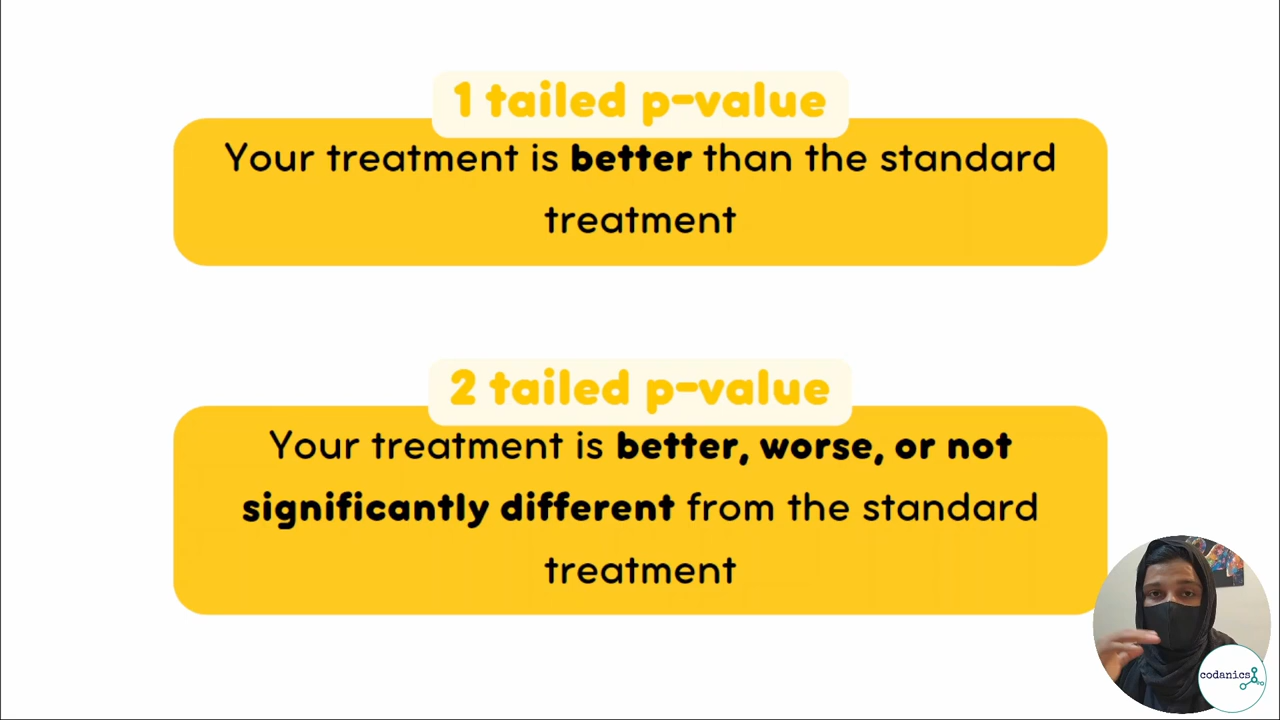 1 tailed p-value
Your treatment is better than the standard
treatment
2 tailed p-value
Your treatment is better, worse, or not
significantly different from the standard
treatment
codanics